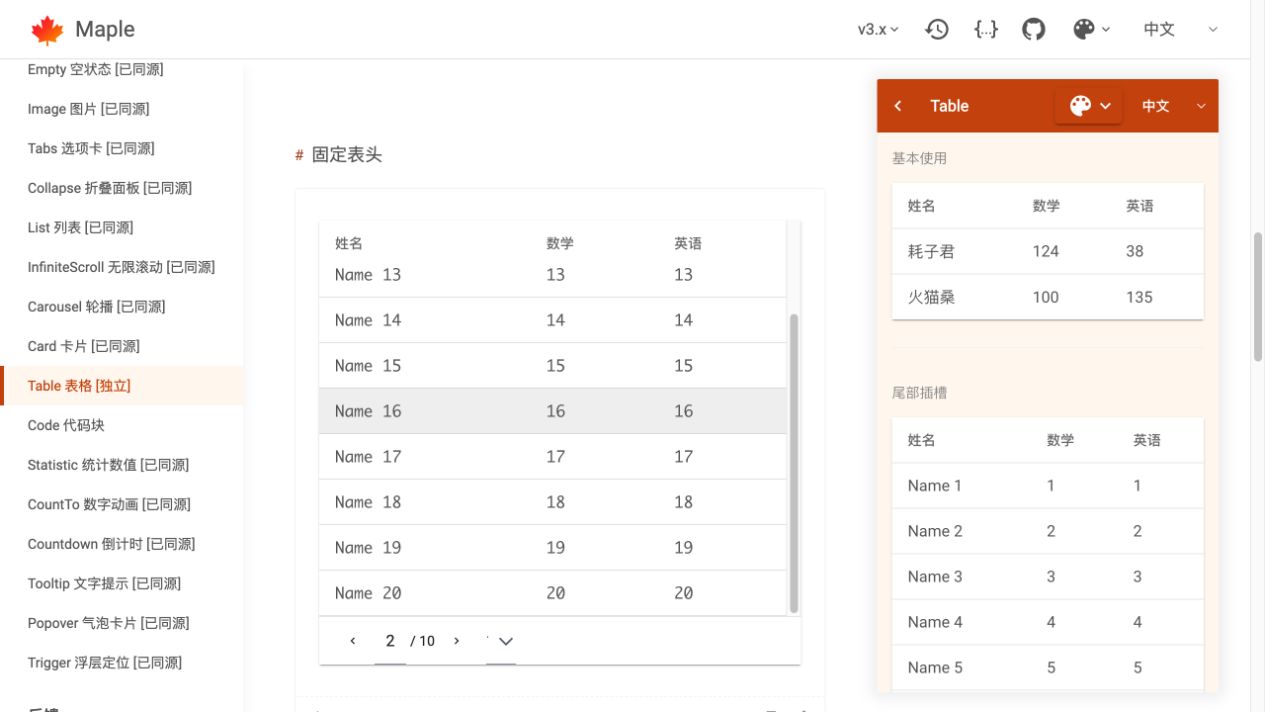 Maple
v3.x
中文
Empty 空状态 [已同源]
Image 图片 [已同源]
Tabs 选项卡 [已同源]
Collapse 折叠面板 [已同源]
List 列表 [已同源]
InfiniteScroll 无限滚动 [已同源]
Carousel 轮播 [已同源]
Card 卡片 [已同源]
Table 表格 [独立]
Code 代码块
Statistic 统计数值 [已同源]
CountTo 数字动画 [已同源]
Countdown 倒计时 [已同源]
Tooltip 文字提示 [已同源]
Popover 气泡卡片 [已同源]
Trigger 浮层定位 [已同源]
# 固定表头
姓名 数学 英语
Name 13 13 13
Name 14 14 14
Name 15 15 15
Name 16 16 16
Name 17 17 17
Name 18 18 18
Name 19 19 19
Name 20 20 20
2 / 10
Table
中文
基本使用
姓名 数学 英语
耗子君 124 38
火猫桑 100 135
尾部插槽
姓名 数学 英语
Name 1 1 1
Name 2 2 2
Name 3 3 3
Name 4 4 4
Name 5 5 5